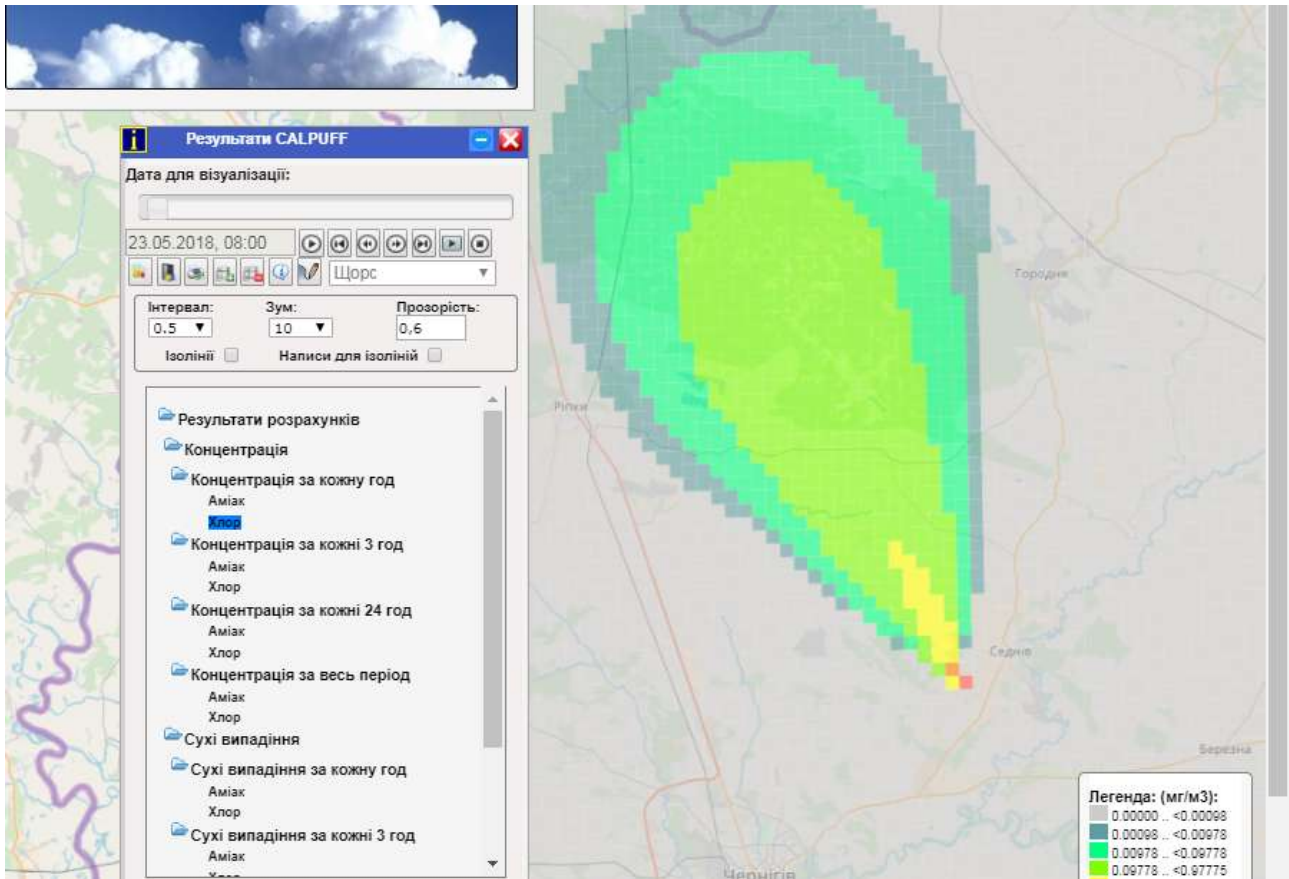 Результати CALPUFF
Дата для візуалізації:
23.05.2018, 08:00
Щорс
Інтервал: Зум: Прозорість:
0.5 10 0,6
Ізолінії Написи для ізоліній
Результати розрахунків
Концентрація
Концентрація за кожну год
Аміак
Хлор
Концентрація за кожні 3 год
Аміак
Хлор
Концентрація за кожні 24 год
Аміак
Хлор
Концентрація за весь період
Аміак
Хлор
Сухі випадіння
Сухі випадіння за кожну год
Аміак
Хлор
Сухі випадіння за кожні 3 год
Аміак
Хлор
Городня
Ріпки
Седнів
Березна
Чернігів
Легенда: (мг/м3):
0.00000 .. <0.00098
0.00098 .. <0.00978
0.00978 .. <0.09778
0.09778 .. <0.97775